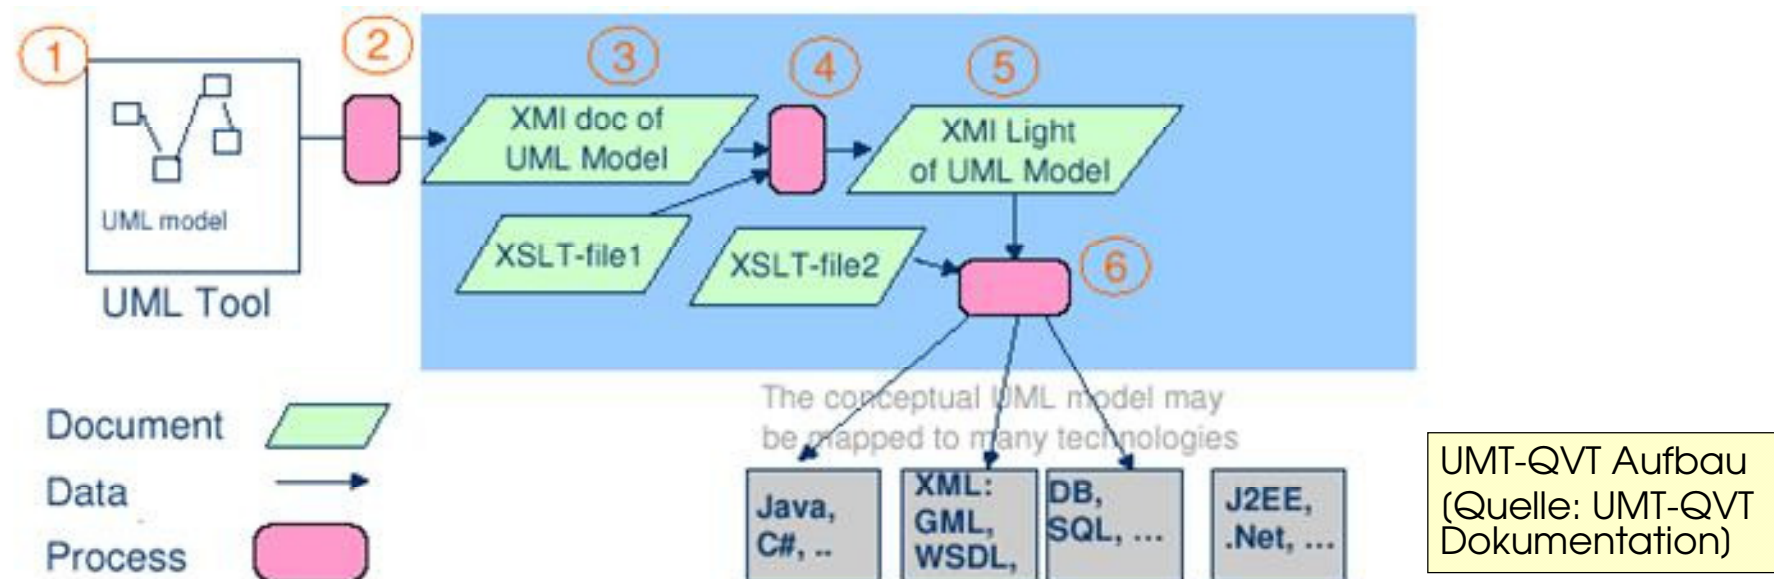 1
2
3
4
5
6
UML model
UML Tool
XMI doc of
UML Model
XMI Light
of UML Model
XSLT-file1
XSLT-file2
The conceptual UML model may
be mapped to many technologies
Document
Data
Process
Java,
C#, ..
XML:
GML,
WSDL,
DB,
SQL, ...
J2EE,
.Net, ...
UMT-QVT Aufbau
(Quelle: UMT-QVT
Dokumentation)